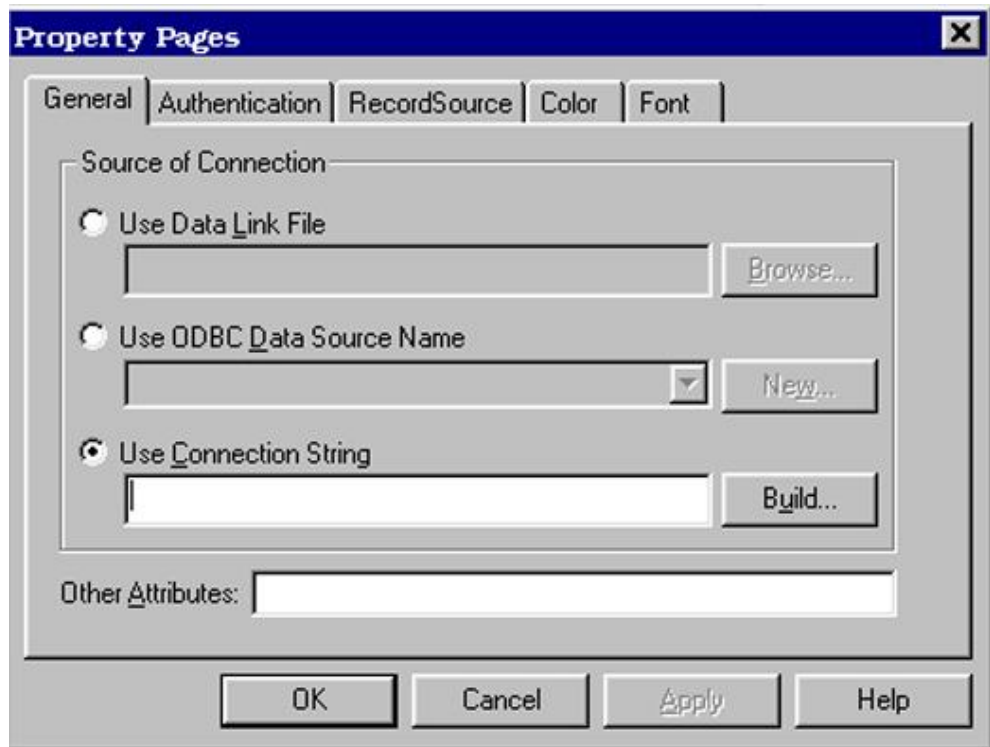 Property Pages
General Authentication RecordSource Color Font
Source of Connection
Use Data Link File
Browse...
Use ODBC Data Source Name
New...
Use Connection String
Build...
Other Attributes:
OK Cancel Apply Help